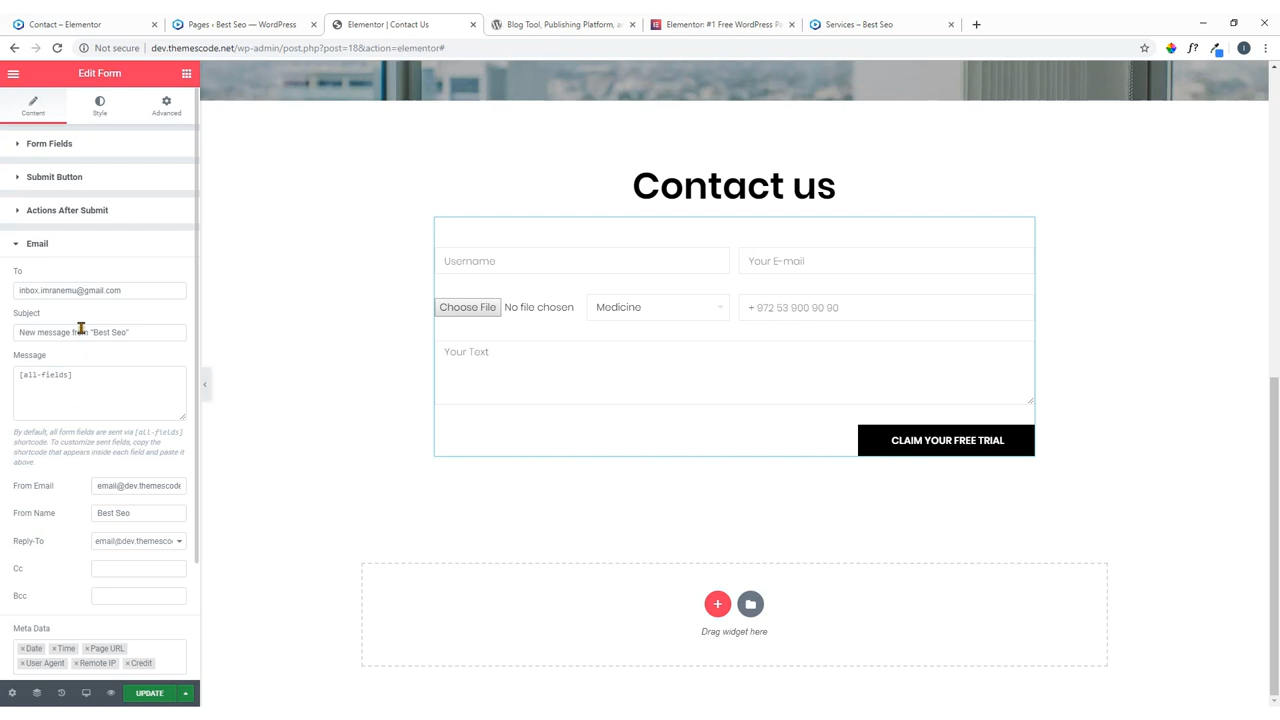 Contact – Elementor
Pages ‹ Best Seo — WordPress
Elementor | Contact Us
Blog Tool, Publishing Platform, a
Elementor: #1 Free WordPress P
Services – Best Seo
Not secure
dev.themescode.net/wp-admin/post.php?post=18&action=elementor#
Edit Form
Content
Style
Advanced
Form Fields
Submit Button
Actions After Submit
Email
To
inbox.imranemu@gmail.com
Subject
New message from "Best Seo"
Message
[all-fields]
By default, all form fields are sent via [all-fields]
shortcode. To customize sent fields, copy the
shortcode that appears inside each field and paste it
above.
From Email
email@dev.themescode
From Name
Best Seo
Reply-To
email@dev.themesco
Cc
Bcc
Meta Data
× Date × Time × Page URL
× User Agent × Remote IP × Credit
UPDATE
Contact us
Username
Your E-mail
Choose File No file chosen
Medicine
+ 972 53 900 90 90
Your Text
CLAIM YOUR FREE TRIAL
Drag widget here